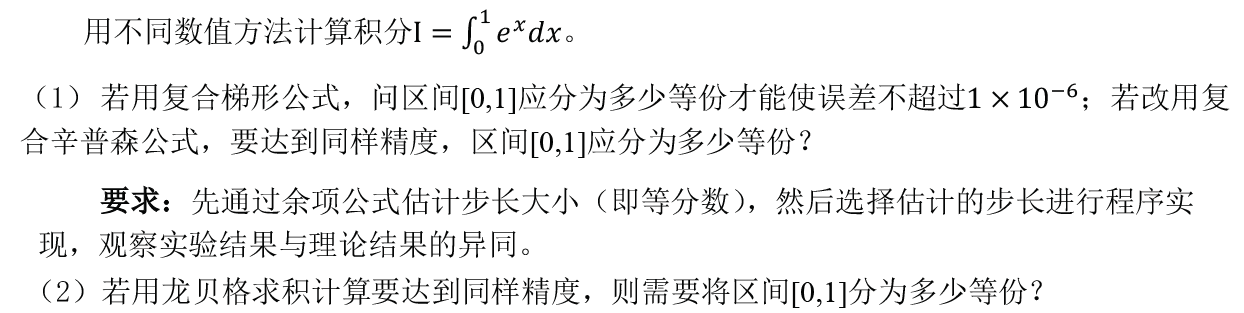 用不同数值方法计算积分I = ∫₀¹ eˣdx。
（1） 若用复合梯形公式，问区间[0,1]应分为多少等份才能使误差不超过1 × 10⁻⁶；若改用复
合辛普森公式，要达到同样精度，区间[0,1]应分为多少等份？
要求：先通过余项公式估计步长大小（即等分数），然后选择估计的步长进行程序实
现，观察实验结果与理论结果的异同。
（2）若用龙贝格求积计算要达到同样精度，则需要将区间[0,1]分为多少等份？